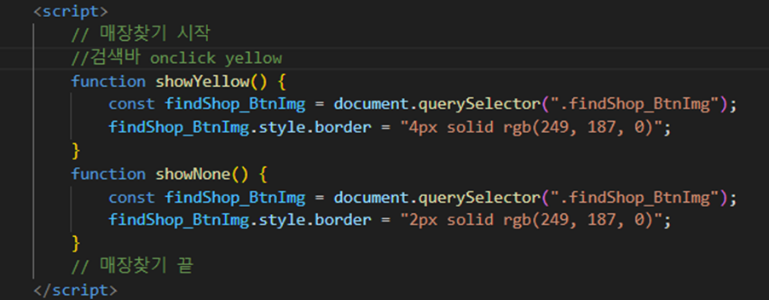 <script>
// 매장찾기 시작
//검색바 onclick yellow
function showYellow() {
const findShop_BtnImg = document.querySelector(".findShop_BtnImg");
findShop_BtnImg.style.border = "4px solid rgb(249, 187, 0)";
}
function showNone() {
const findShop_BtnImg = document.querySelector(".findShop_BtnImg");
findShop_BtnImg.style.border = "2px solid rgb(249, 187, 0)";
}
// 매장찾기 끝
</script>